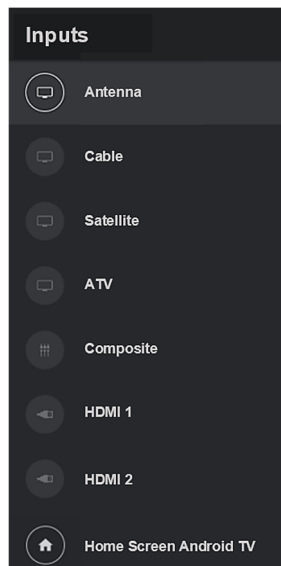 Inputs
Antenna
Cable
Satellite
ATV
Composite
HDMI 1
HDMI 2
Home Screen Android TV